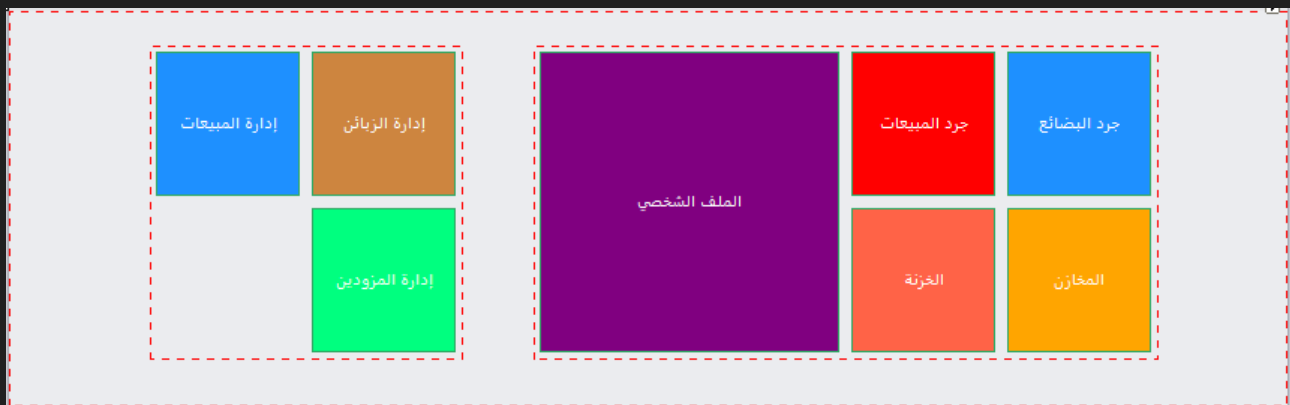 جرد البضائع
جرد المبيعات
الملف الشخصي
إدارة الزبائن
إدارة المبيعات
المخازن
الخزنة
إدارة المزودين